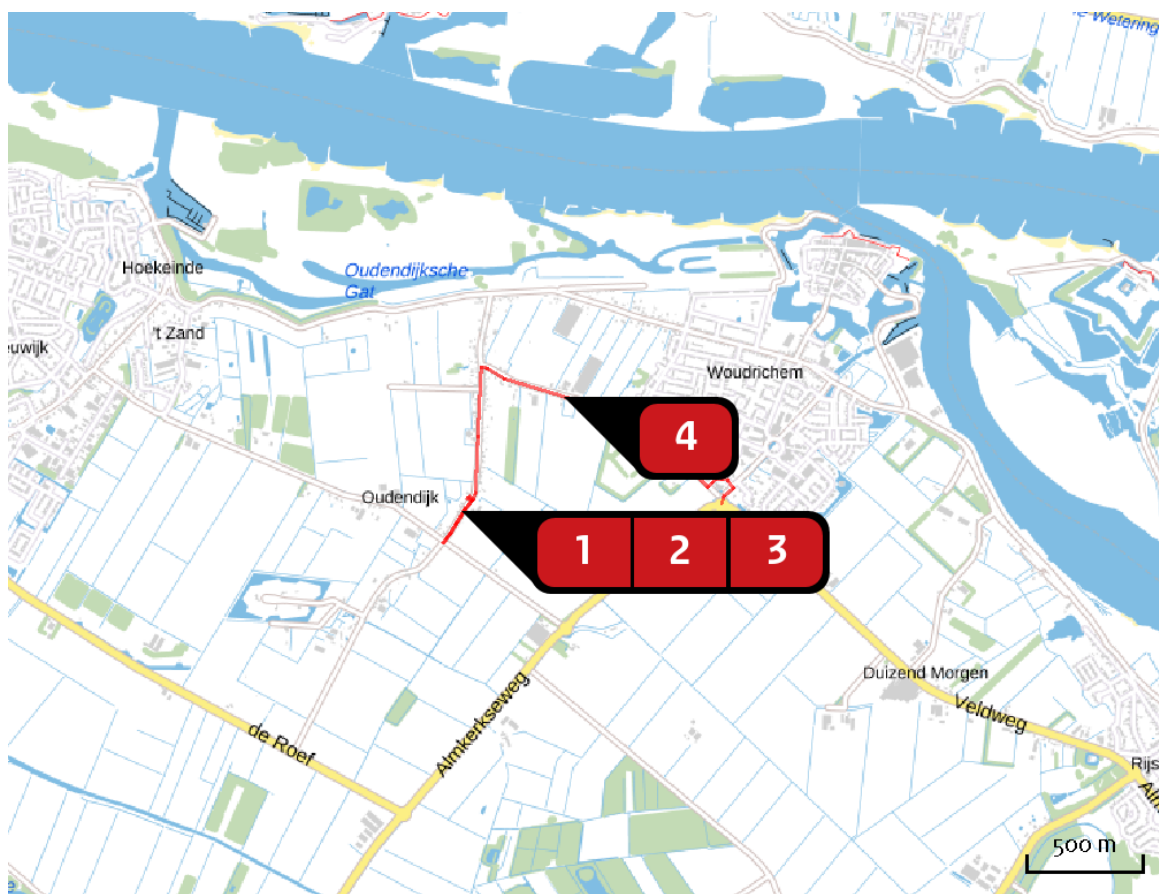 Wetering
Oudendijksche
Gat
Hoekeinde
't Zand
euwijk
Woudrichem
4
Oudendijk
1 2 3
Duizend Morgen
Veldweg
Almkerkseweg
de Roef
Rijs
Alm
500 m